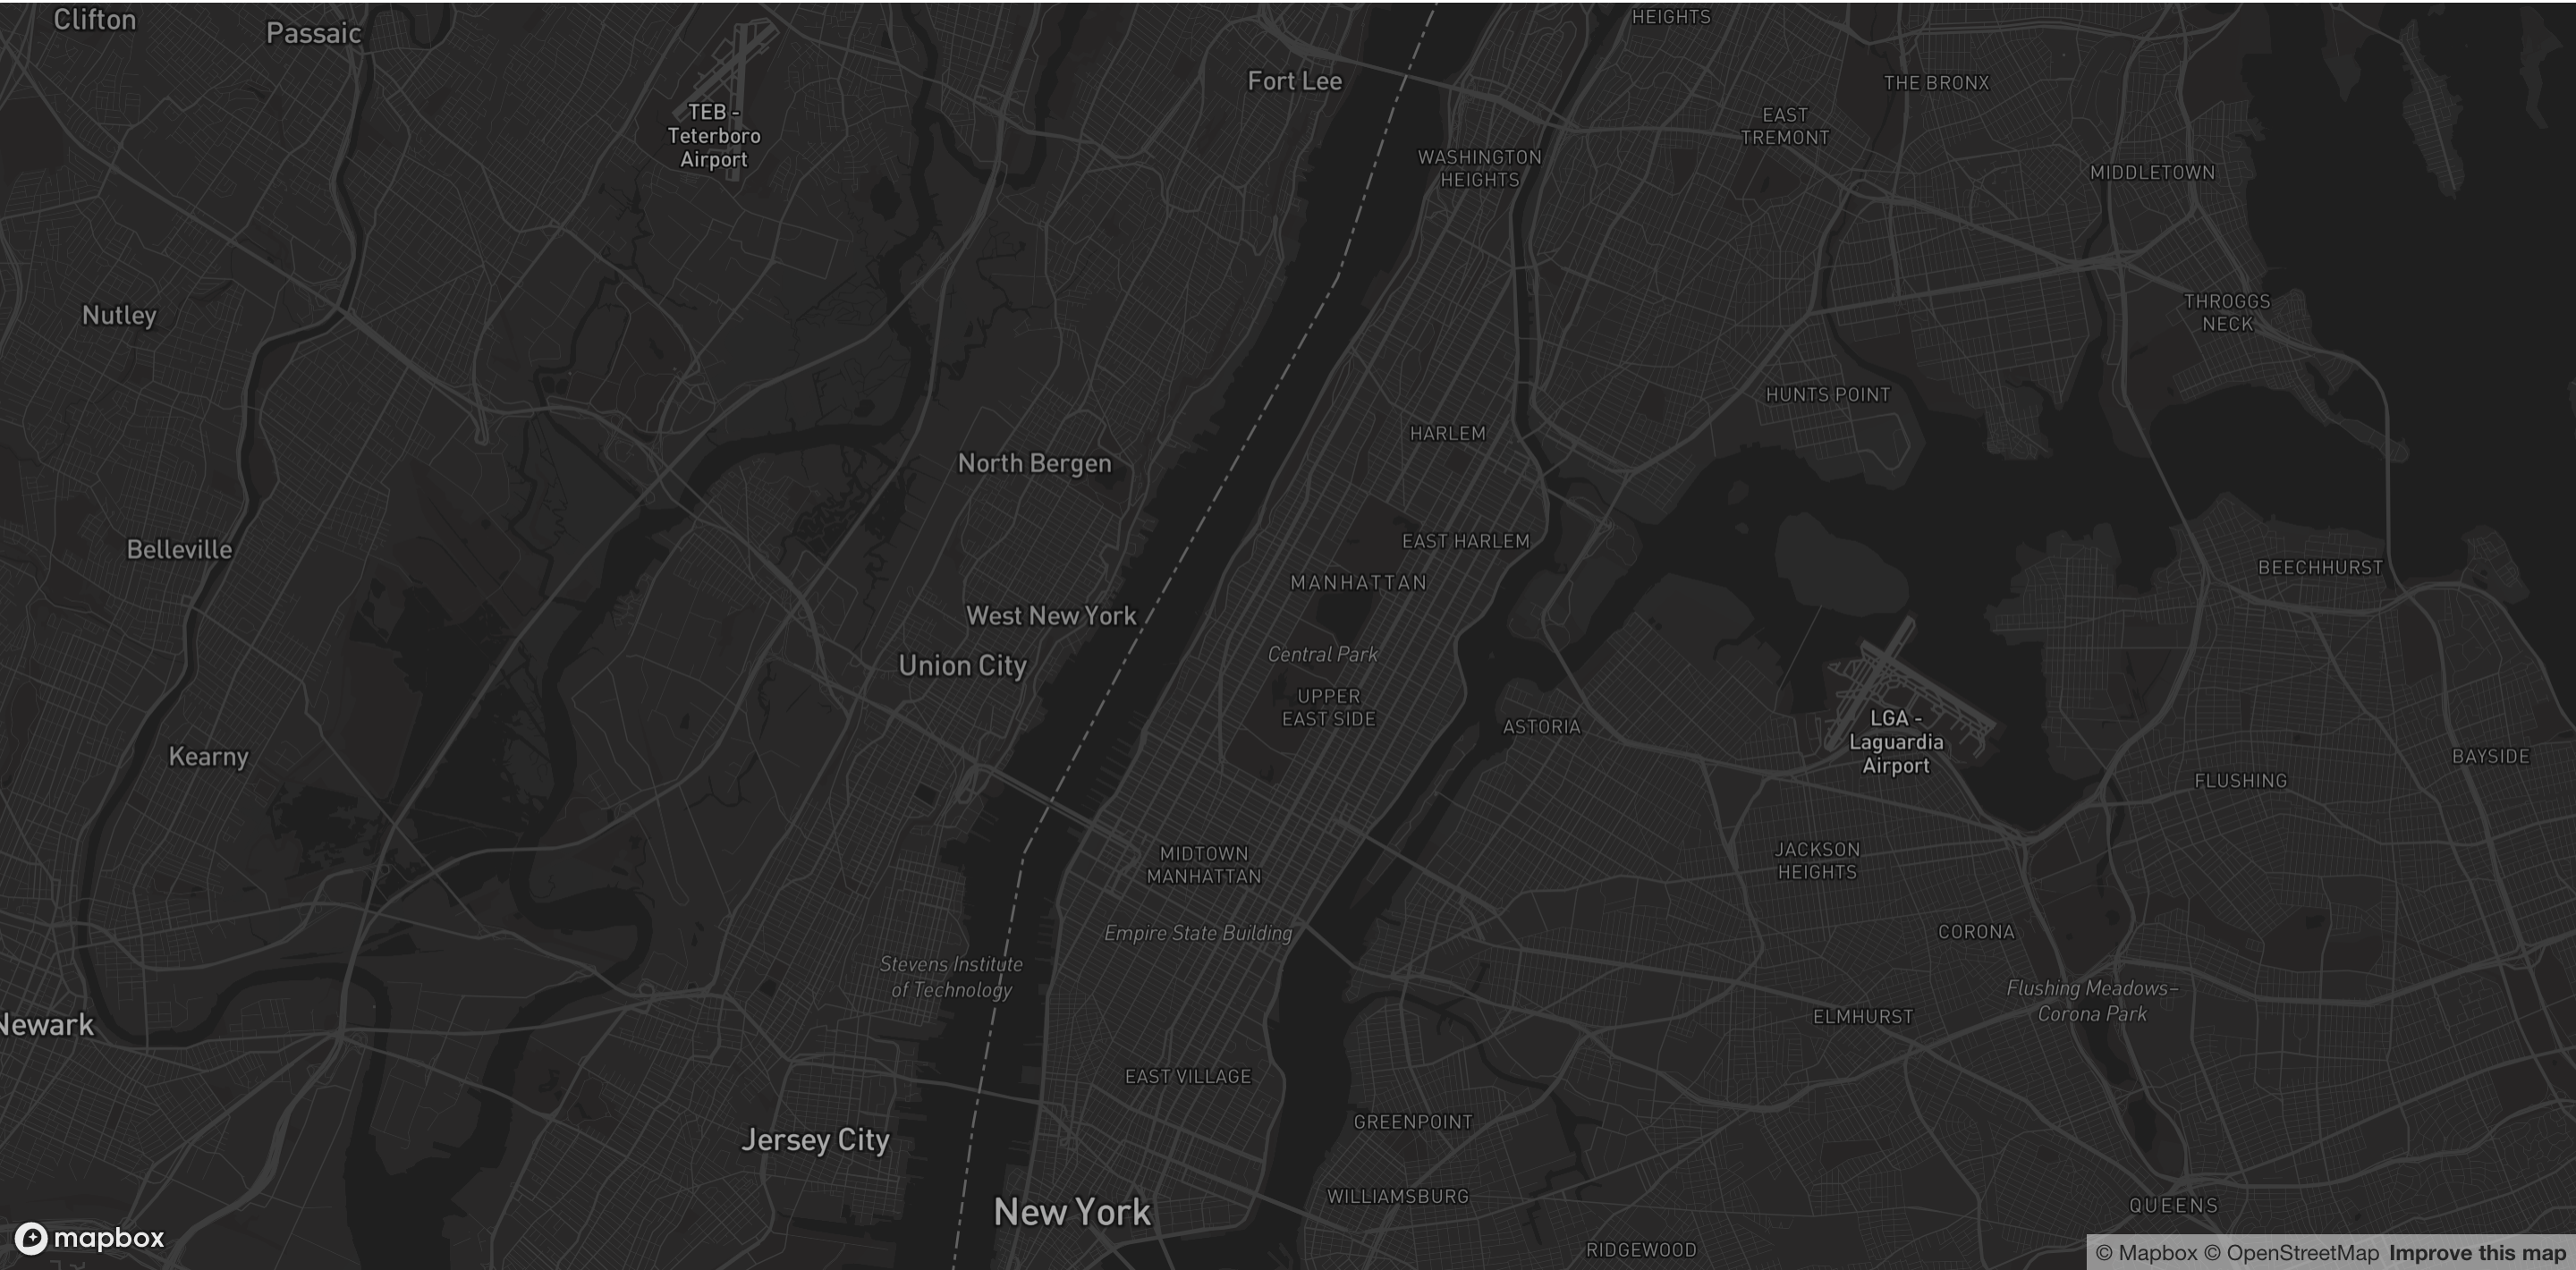 Clifton
Passaic
HEIGHTS
Fort Lee
THE BRONX
TEB -
Teterboro
Airport
EAST
TREMONT
WASHINGTON
HEIGHTS
MIDDLETOWN
Nutley
THROGGS
NECK
HUNTS POINT
HARLEM
North Bergen
EAST HARLEM
Belleville
BEECHHURST
MANHATTAN
West New York
Central Park
Union City
UPPER
EAST SIDE
ASTORIA
LGA -
Laguardia
Airport
Kearny
BAYSIDE
FLUSHING
MIDTOWN
MANHATTAN
JACKSON
HEIGHTS
Empire State Building
CORONA
Stevens Institute
of Technology
Flushing Meadows–
Corona Park
Newark
ELMHURST
EAST VILLAGE
GREENPOINT
Jersey City
WILLIAMSBURG
New York
QUEENS
mapbox
RIDGEWOOD
© Mapbox © OpenStreetMap Improve this map